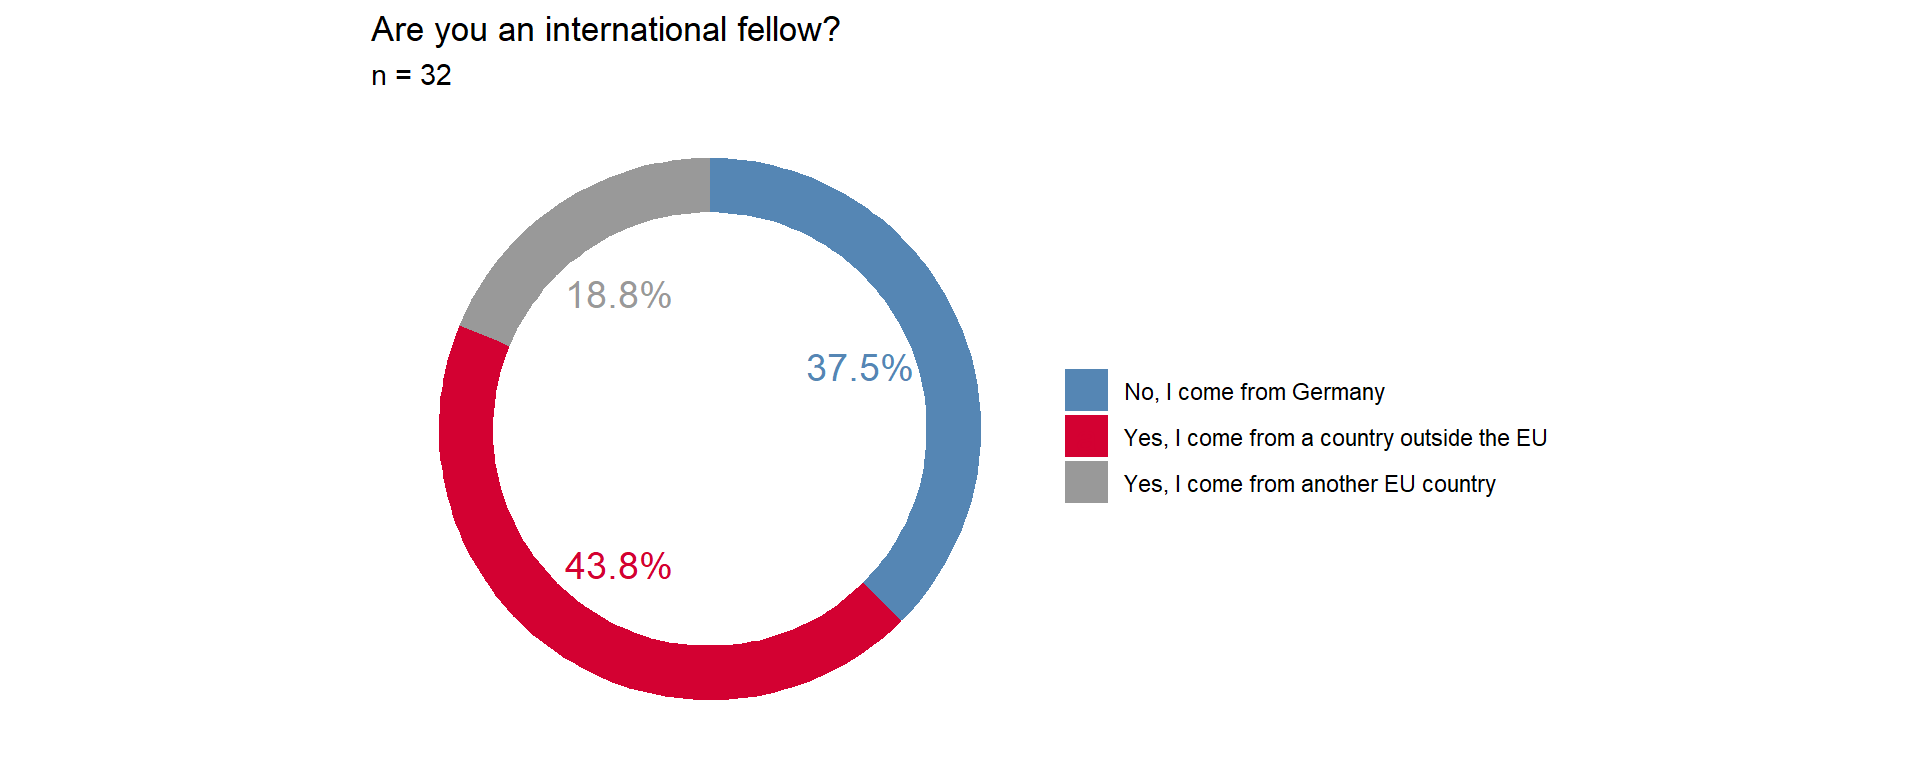 Are you an international fellow?
n = 32
18.8%
37.5%
43.8%
No, I come from Germany
Yes, I come from a country outside the EU
Yes, I come from another EU country